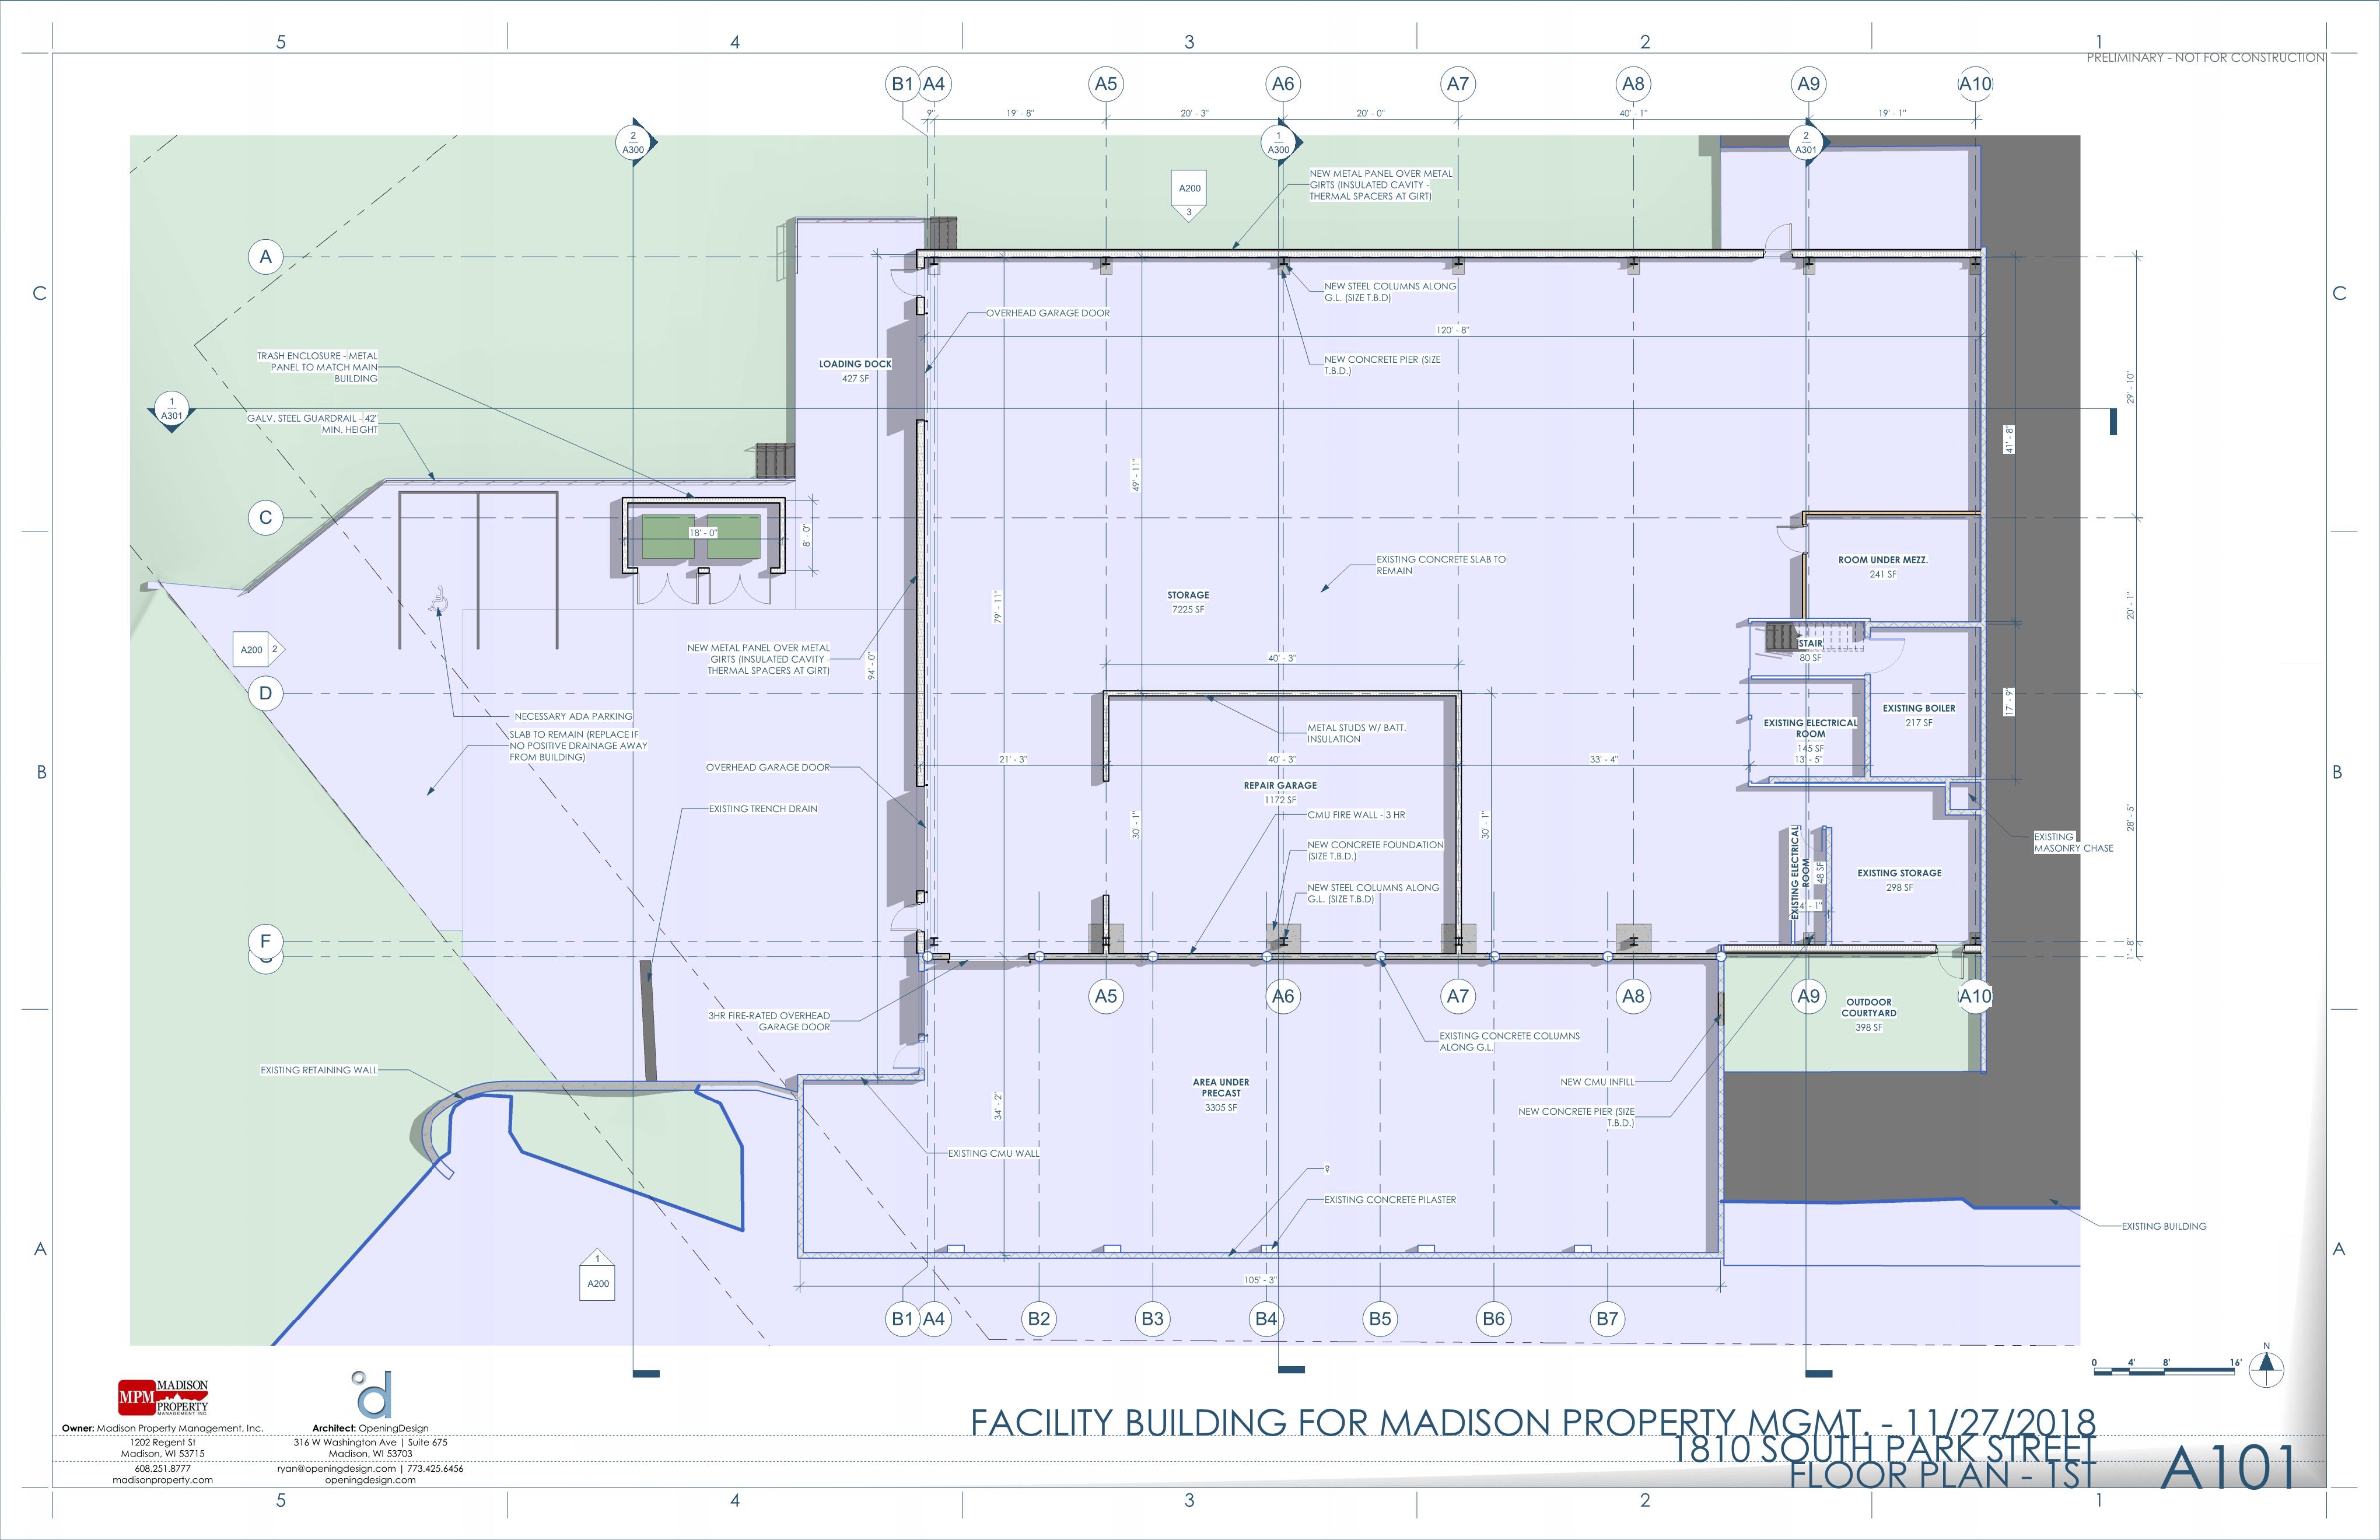 5
4
3
2
1
PRELIMINARY - NOT FOR CONSTRUCTION
B1
A4
A5
A6
A7
A8
A9
A10
9"
19' - 8"
20' - 3"
20' - 0"
40' - 1"
19' - 1"
2
A300
1
A300
2
A301
A200
3
NEW METAL PANEL OVER METAL
GIRTS (INSULATED CAVITY -
THERMAL SPACERS AT GIRT)
A
C
C
NEW STEEL COLUMNS ALONG
G.L. (SIZE T.B.D)
OVERHEAD GARAGE DOOR
120' - 8"
TRASH ENCLOSURE - METAL
PANEL TO MATCH MAIN
BUILDING
LOADING DOCK
427 SF
NEW CONCRETE PIER (SIZE
T.B.D.)
29' - 10"
1
A301
GALV. STEEL GUARDRAIL - 42"
MIN. HEIGHT
41' - 8"
49' - 11"
C
18' - 0"
8' - 0"
EXISTING CONCRETE SLAB TO
REMAIN
ROOM UNDER MEZZ.
241 SF
STORAGE
7225 SF
79' - 11"
20' - 1"
A200
2
NEW METAL PANEL OVER METAL
GIRTS (INSULATED CAVITY -
THERMAL SPACERS AT GIRT)
94' - 0"
40' - 3"
STAIR
80 SF
D
17' - 9"
NECESSARY ADA PARKING
SLAB TO REMAIN (REPLACE IF
NO POSITIVE DRAINAGE AWAY
FROM BUILDING)
METAL STUDS W/ BATT.
INSULATION
EXISTING ELECTRICAL
ROOM
145 SF
EXISTING BOILER
217 SF
B
B
OVERHEAD GARAGE DOOR
21' - 3"
40' - 3"
33' - 4"
13' - 5"
REPAIR GARAGE
1172 SF
EXISTING TRENCH DRAIN
CMU FIRE WALL - 3 HR
30' - 1"
30' - 1"
28' - 5"
NEW CONCRETE FOUNDATION
(SIZE T.B.D.)
EXISTING
MASONRY CHASE
EXISTING ELECTRICAL
ROOM
48 SF
4' - 1"
EXISTING STORAGE
298 SF
NEW STEEL COLUMNS ALONG
G.L. (SIZE T.B.D)
F
1' - 8"
A5
A6
A7
A8
A9
A10
OUTDOOR
COURTYARD
398 SF
3HR FIRE-RATED OVERHEAD
GARAGE DOOR
EXISTING CONCRETE COLUMNS
ALONG G.L.
EXISTING RETAINING WALL
AREA UNDER
PRECAST
3305 SF
NEW CMU INFILL
34' - 2"
NEW CONCRETE PIER (SIZE
T.B.D.)
EXISTING CMU WALL
EXISTING CONCRETE PILASTER
EXISTING BUILDING
A
A
1
A200
105' - 3"
B1
A4
B2
B3
B4
B5
B6
B7
0
4'
8'
16'
N
MPM
MADISON
PROPERTY
MANAGEMENT INC.
Owner: Madison Property Management, Inc.
1202 Regent St
Madison, WI 53715
608.251.8777
madisonproperty.com
Architect: OpeningDesign
316 W Washington Ave | Suite 675
Madison, WI 53703
ryan@openingdesign.com | 773.425.6456
openingdesign.com
FACILITY BUILDING FOR MADISON PROPERTY MGMT. - 11/27/2018
1810 SOUTH PARK STREET
FLOOR PLAN - 1ST
A101
5
4
3
2
1